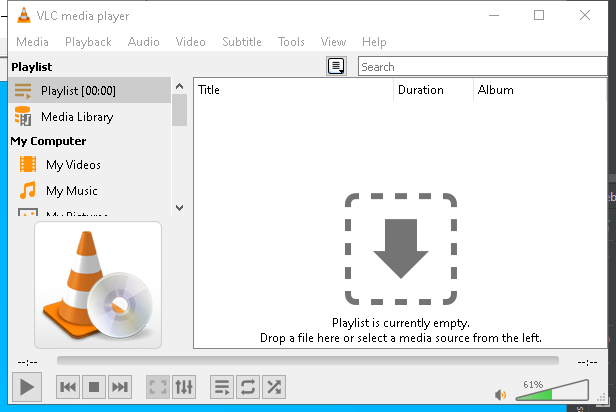 VLC media player
Media Playback Audio Video Subtitle Tools View Help
Playlist
Search
Playlist [00:00]
Media Library
My Computer
My Videos
My Music
My Pictures
Title Duration Album
Playlist is currently empty.
Drop a file here or select a media source from the left.
--:-- --:--
61%